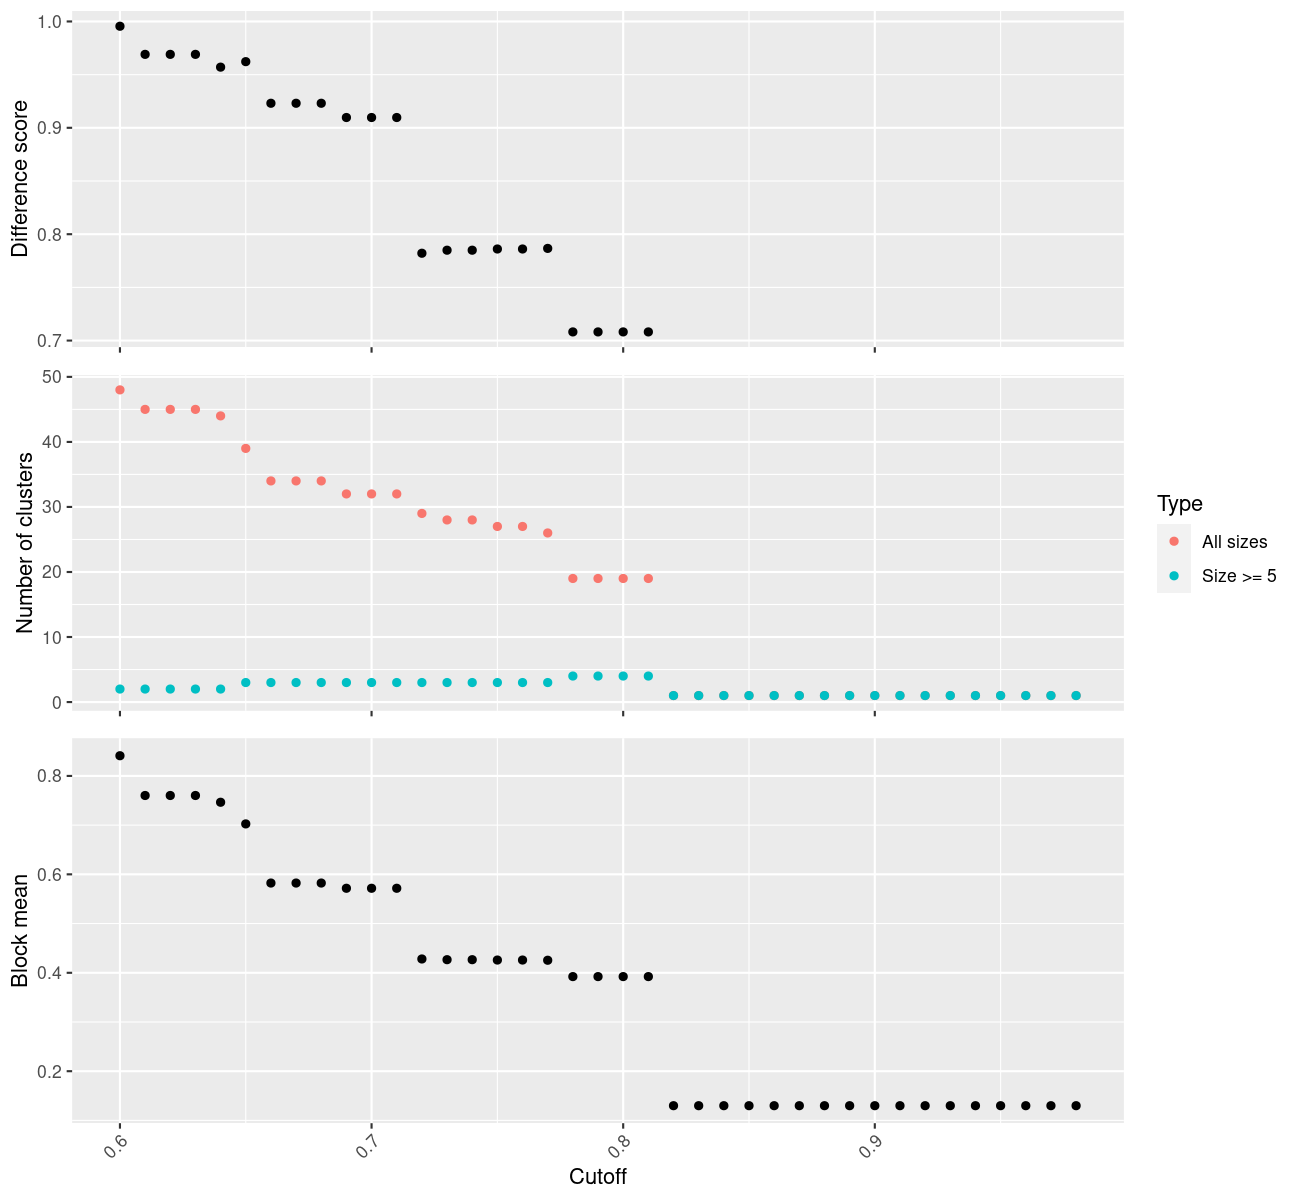 1.0
0.9
0.8
0.7
Difference score
50
40
30
20
10
0
Number of clusters
Type
All sizes
Size >= 5
0.8
0.6
0.4
0.2
Block mean
0.6
0.7
0.8
0.9
Cutoff